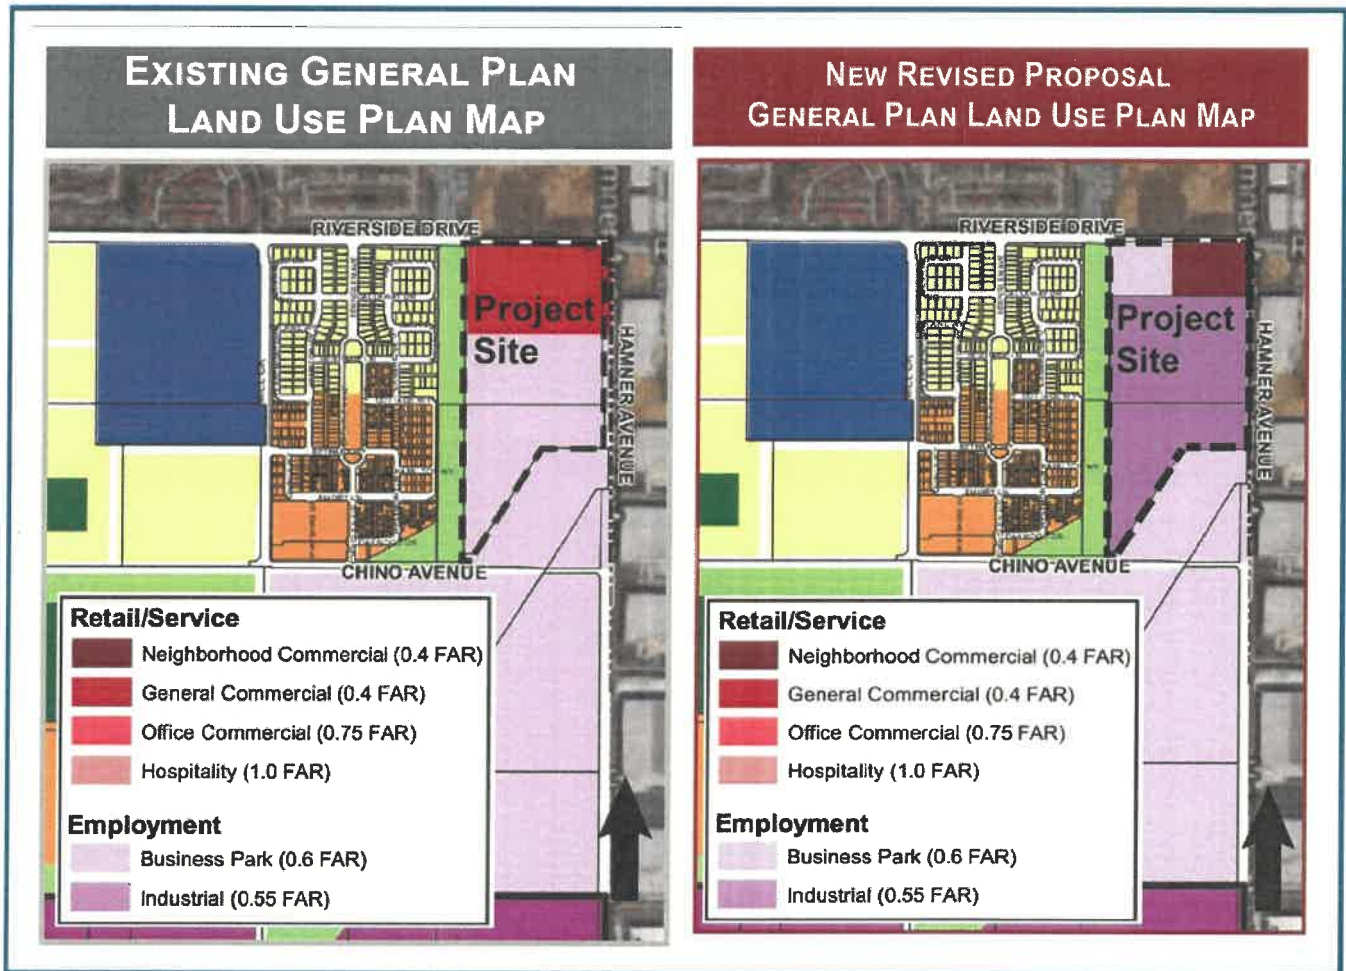 EXISTING GENERAL PLAN
LAND USE PLAN MAP
RIVERSIDE DRIVE
Project
Site
HAMNER AVENUE
CHINO AVENUE
Retail/Service
Neighborhood Commercial (0.4 FAR)
General Commercial (0.4 FAR)
Office Commercial (0.75 FAR)
Hospitality (1.0 FAR)
Employment
Business Park (0.6 FAR)
Industrial (0.55 FAR)
NEW REVISED PROPOSAL
GENERAL PLAN LAND USE PLAN MAP
RIVERSIDE DRIVE
Project
Site
HAMNER AVENUE
CHINO AVENUE
Retail/Service
Neighborhood Commercial (0.4 FAR)
General Commercial (0.4 FAR)
Office Commercial (0.75 FAR)
Hospitality (1.0 FAR)
Employment
Business Park (0.6 FAR)
Industrial (0.55 FAR)